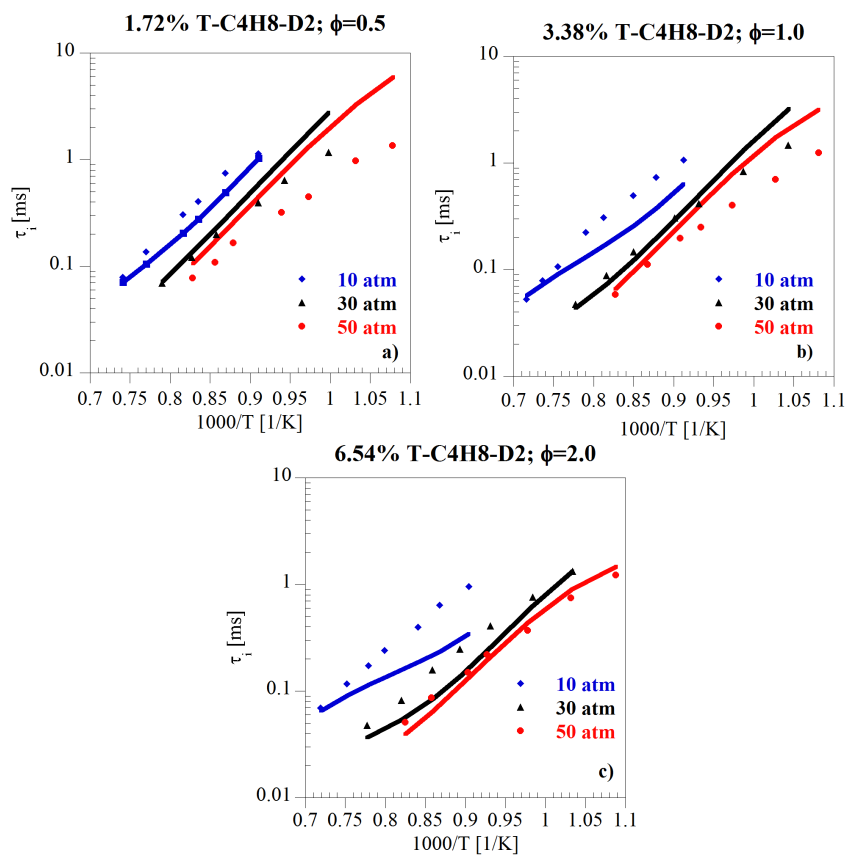 1.72% T-C4H8-D2; ϕ=0.5
10
1
0.1
0.01
τi [ms]
10 atm
30 atm
50 atm
a)
0.7 0.75 0.8 0.85 0.9 0.95 1 1.05 1.1
1000/T [1/K]
3.38% T-C4H8-D2; ϕ=1.0
10
1
0.1
0.01
τi [ms]
10 atm
30 atm
50 atm
b)
0.7 0.75 0.8 0.85 0.9 0.95 1 1.05 1.1
1000/T [1/K]
6.54% T-C4H8-D2; ϕ=2.0
10
1
0.1
0.01
τi [ms]
10 atm
30 atm
50 atm
c)
0.7 0.75 0.8 0.85 0.9 0.95 1 1.05 1.1
1000/T [1/K]